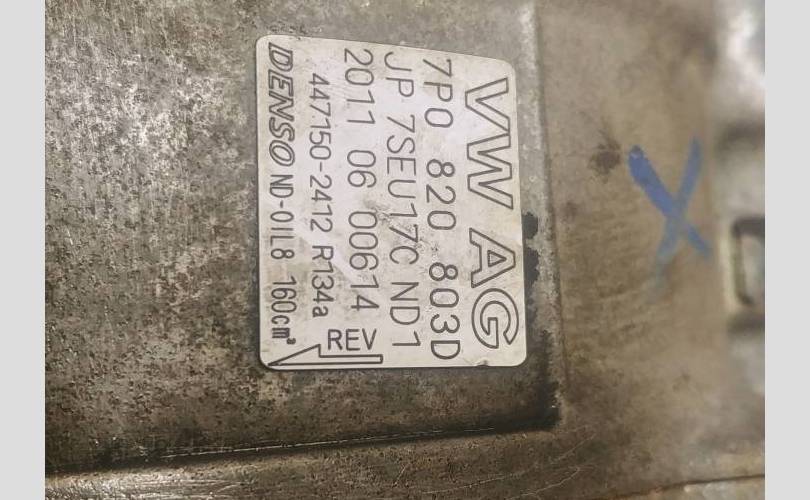 VW AG
7P0 820 803D
JP 7SEU17C ND1
2011 06 00614
447150-2412 R134a
REV
DENSO ND-OIL8 160cm³